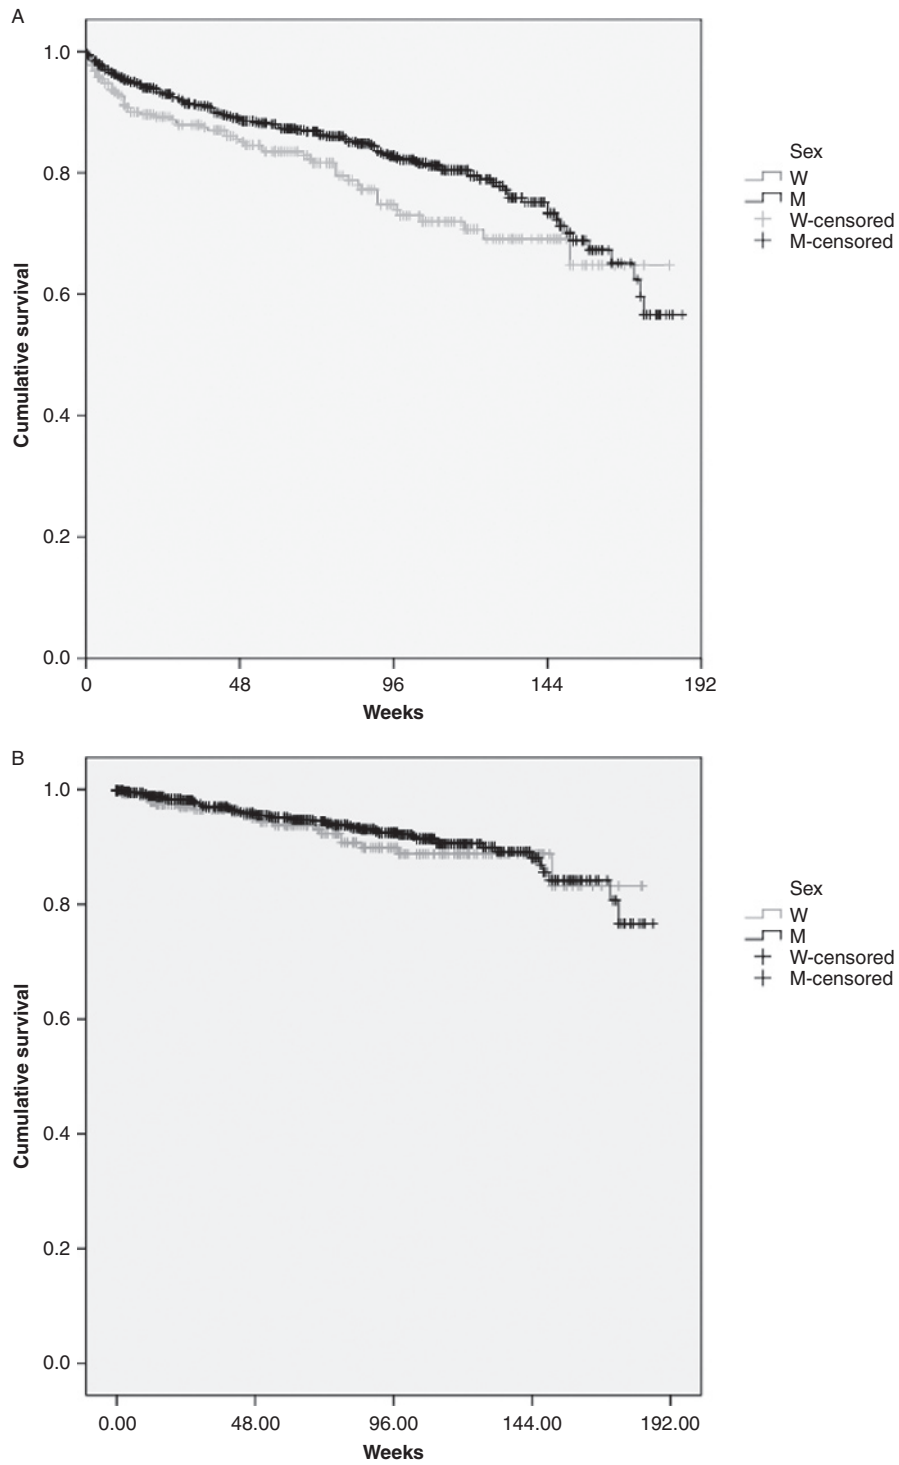 A
1.0
0.8
0.6
0.4
0.2
0.0
Cumulative survival
0 48 96 144 192
Weeks
Sex
W
M
W-censored
M-censored
B
1.0
0.8
0.6
0.4
0.2
0.0
Cumulative survival
0.00 48.00 96.00 144.00 192.00
Weeks
Sex
W
M
W-censored
M-censored